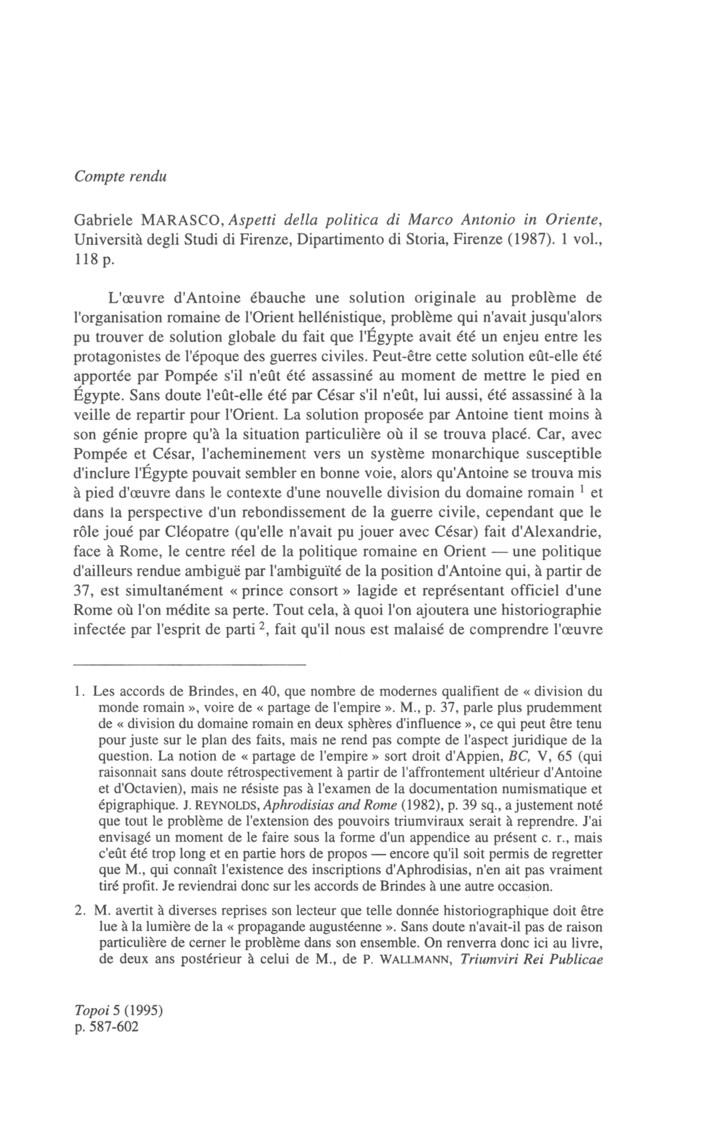 Compte rendu
Gabriele MARASCO, Aspetti della politica di Marco Antonio in Oriente,
Università degli Studi di Firenze, Dipartimento di Storia, Firenze (1987). 1 vol.,
118 p.
L'œuvre d'Antoine ébauche une solution originale au problème de
l'organisation romaine de l'Orient hellénistique, problème qui n'avait jusqu'alors
pu trouver de solution globale du fait que l'Égypte avait été un enjeu entre les
protagonistes de l'époque des guerres civiles. Peut-être cette solution eût-elle été
apportée par Pompée s'il n'eût été assassiné au moment de mettre le pied en
Égypte. Sans doute l'eût-elle été par César s'il n'eût, lui aussi, été assassiné à la
veille de repartir pour l'Orient. La solution proposée par Antoine tient moins à
son génie propre qu'à la situation particulière où il se trouva placé. Car, avec
Pompée et César, l'acheminement vers un système monarchique susceptible
d'inclure l'Égypte pouvait sembler en bonne voie, alors qu'Antoine se trouva mis
à pied d'œuvre dans le contexte d'une nouvelle division du domaine romain 1 et
dans la perspective d'un rebondissement de la guerre civile, cependant que le
rôle joué par Cléopatre (qu'elle n'avait pu jouer avec César) fait d'Alexandrie,
face à Rome, le centre réel de la politique romaine en Orient — une politique
d'ailleurs rendue ambiguë par l'ambiguïté de la position d'Antoine qui, à partir de
37, est simultanément « prince consort » lagide et représentant officiel d'une
Rome où l'on médite sa perte. Tout cela, à quoi l'on ajoutera une historiographie
infectée par l'esprit de parti 2, fait qu'il nous est malaisé de comprendre l'œuvre
1. Les accords de Brindes, en 40, que nombre de modernes qualifient de « division du
monde romain », voire de « partage de l'empire ». M., p. 37, parle plus prudemment
de « division du domaine romain en deux sphères d'influence », ce qui peut être tenu
pour juste sur le plan des faits, mais ne rend pas compte de l'aspect juridique de la
question. La notion de « partage de l'empire » sort droit d'Appien, BC, V, 65 (qui
raisonnait sans doute rétrospectivement à partir de l'affrontement ultérieur d'Antoine
et d'Octavien), mais ne résiste pas à l'examen de la documentation numismatique et
épigraphique. J. REYNOLDS, Aphrodisias and Rome (1982), p. 39 sq., a justement noté
que tout le problème de l'extension des pouvoirs triumviraux serait à reprendre. J'ai
envisagé un moment de le faire sous la forme d'un appendice au présent c. r., mais
c'eût été trop long et en partie hors de propos — encore qu'il soit permis de regretter
que M., qui connaît l'existence des inscriptions d'Aphrodisias, n'en ait pas vraiment
tiré profit. Je reviendrai donc sur les accords de Brindes à une autre occasion.
2. M. avertit à diverses reprises son lecteur que telle donnée historiographique doit être
lue à la lumière de la « propagande augustéenne ». Sans doute n'avait-il pas de raison
particulière de cerner le problème dans son ensemble. On renverra donc ici au livre,
de deux ans postérieur à celui de M., de P. WALLMANN, Triumviri Rei Publicae
Topoi 5 (1995)
p. 587-602